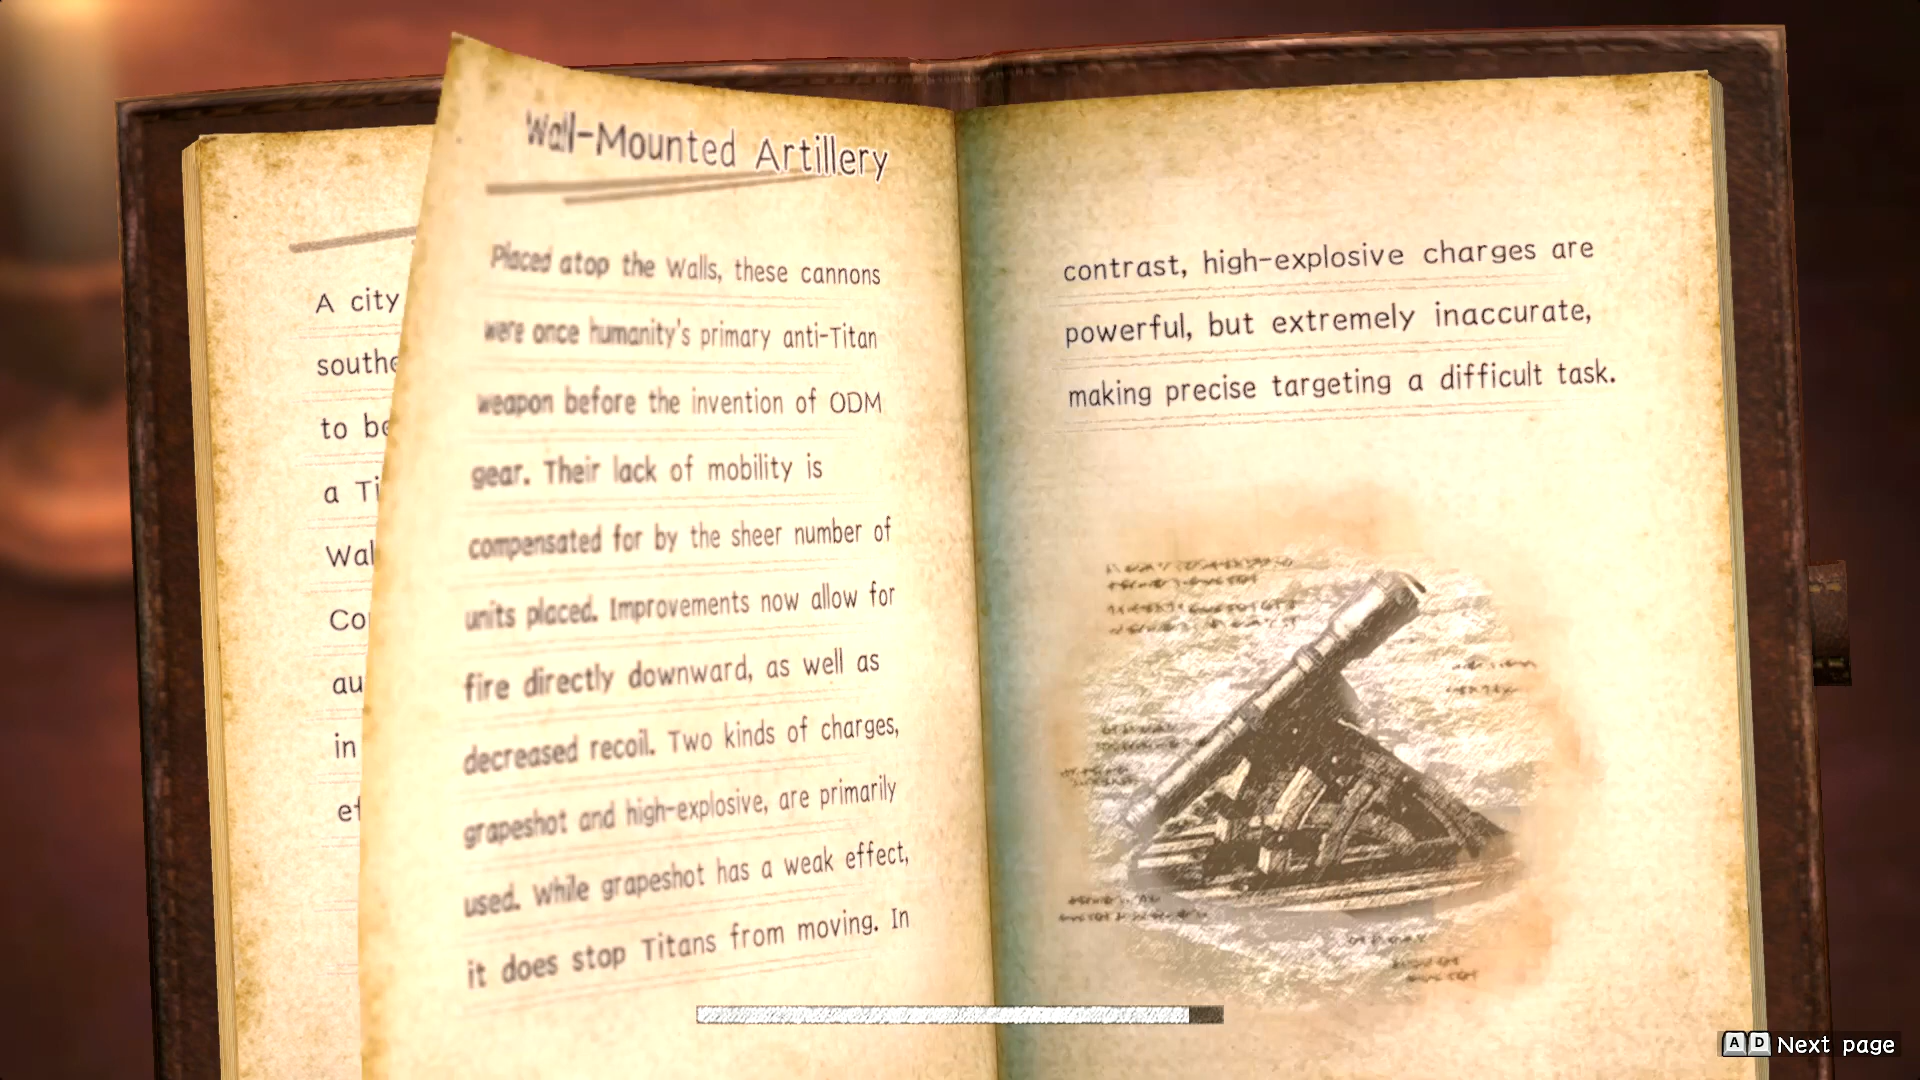 Wall-Mounted Artillery
Placed atop the Walls, these cannons
were once humanity's primary anti-Titan
weapon before the invention of ODM
gear. Their lack of mobility is
compensated for by the sheer number of
units placed. Improvements now allow for
fire directly downward, as well as
decreased recoil. Two kinds of charges,
grapeshot and high-explosive, are primarily
used. While grapeshot has a weak effect,
it does stop Titans from moving. In
contrast, high-explosive charges are
powerful, but extremely inaccurate,
making precise targeting a difficult task.
A city
southe
to be
a Ti
Wal
Co
au
in
ef
A D Next page